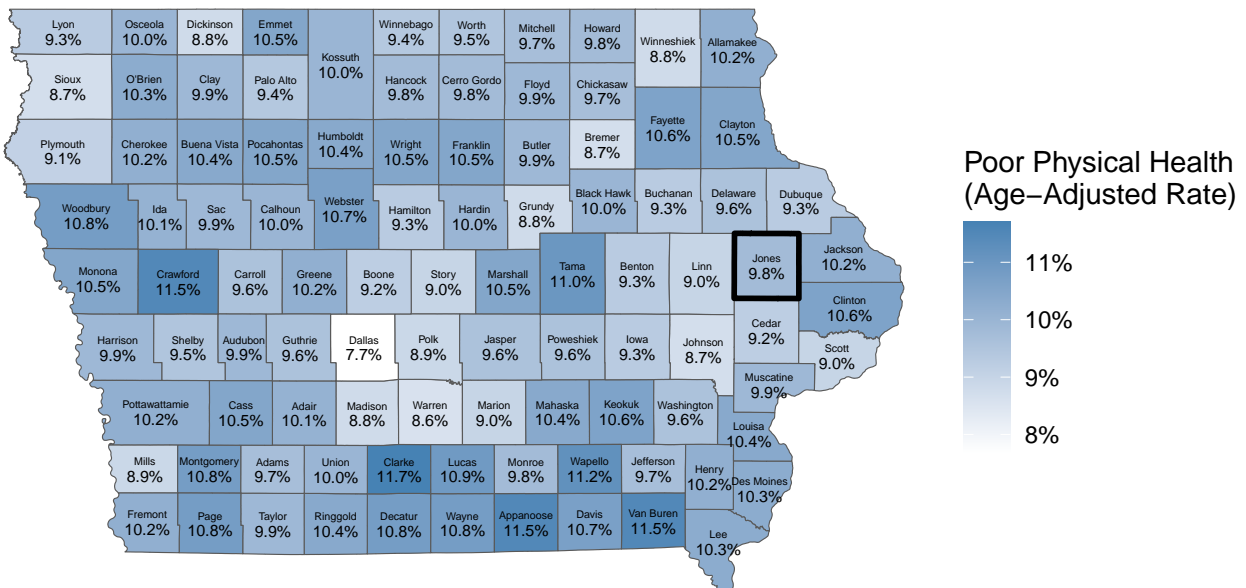 Lyon
9.3%
Osceola
10.0%
Dickinson
8.8%
Emmet
10.5%
Kossuth
10.0%
Winnebago
9.4%
Worth
9.5%
Mitchell
9.7%
Howard
9.8%
Winneshiek
8.8%
Allamakee
10.2%
Sioux
8.7%
O'Brien
10.3%
Clay
9.9%
Palo Alto
9.4%
Hancock
9.8%
Cerro Gordo
9.8%
Floyd
9.9%
Chickasaw
9.7%
Fayette
10.6%
Clayton
10.5%
Plymouth
9.1%
Cherokee
10.2%
Buena Vista
10.4%
Pocahontas
10.5%
Humboldt
10.4%
Wright
10.5%
Franklin
10.5%
Butler
9.9%
Bremer
8.7%
Woodbury
10.8%
Ida
10.1%
Sac
9.9%
Calhoun
10.0%
Webster
10.7%
Hamilton
9.3%
Hardin
10.0%
Grundy
8.8%
Black Hawk
10.0%
Buchanan
9.3%
Delaware
9.6%
Dubuque
9.3%
Monona
10.5%
Crawford
11.5%
Carroll
9.6%
Greene
10.2%
Boone
9.2%
Story
9.0%
Marshall
10.5%
Tama
11.0%
Benton
9.3%
Linn
9.0%
Jones
9.8%
Jackson
10.2%
Clinton
10.6%
Harrison
9.9%
Shelby
9.5%
Audubon
9.9%
Guthrie
9.6%
Dallas
7.7%
Polk
8.9%
Jasper
9.6%
Poweshiek
9.6%
Iowa
9.3%
Johnson
8.7%
Cedar
9.2%
Scott
9.0%
Muscatine
9.9%
Pottawattamie
10.2%
Cass
10.5%
Adair
10.1%
Madison
8.8%
Warren
8.6%
Marion
9.0%
Mahaska
10.4%
Keokuk
10.6%
Washington
9.6%
Louisa
10.4%
Mills
8.9%
Montgomery
10.8%
Adams
9.7%
Union
10.0%
Clarke
11.7%
Lucas
10.9%
Monroe
9.8%
Wapello
11.2%
Jefferson
9.7%
Henry
10.2%
Des Moines
10.3%
Fremont
10.2%
Page
10.8%
Taylor
9.9%
Ringgold
10.4%
Decatur
10.8%
Wayne
10.8%
Appanoose
11.5%
Davis
10.7%
Van Buren
11.5%
Lee
10.3%
Poor Physical Health
(Age−Adjusted Rate)
11%
10%
9%
8%